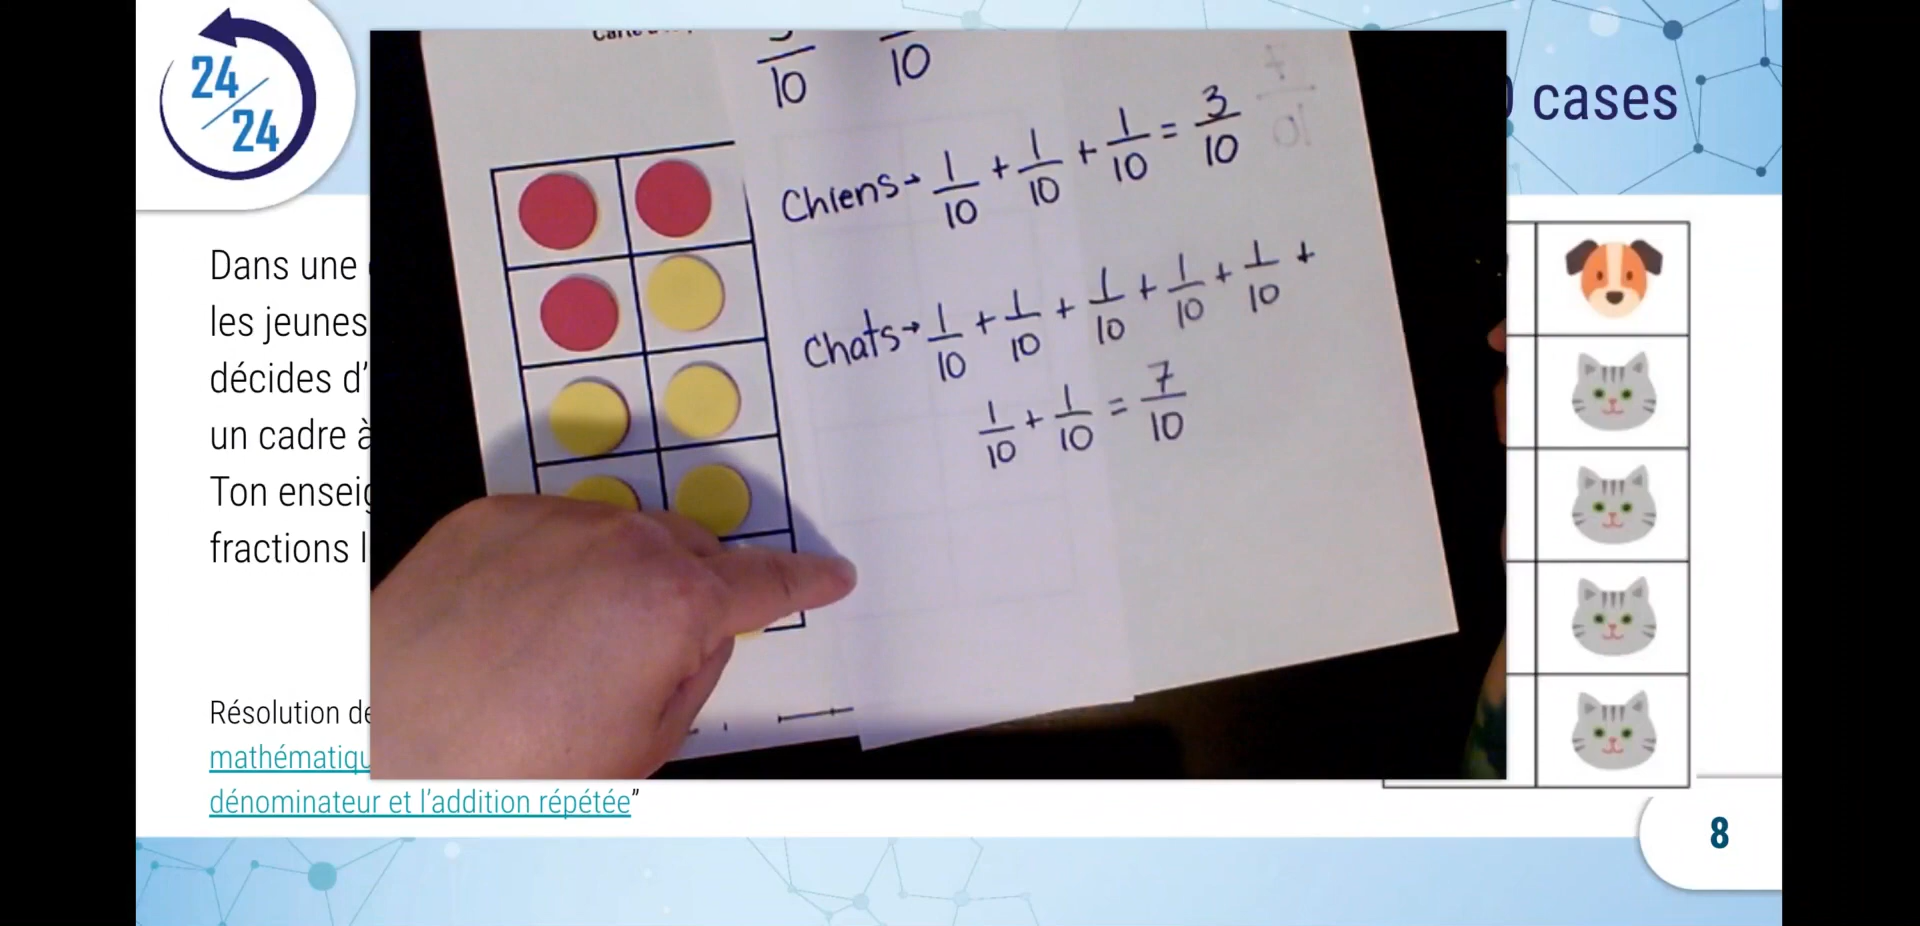 24/24
cases
Dans une
les jeunes
décides d'
un cadre à
Ton enseig
fractions l
Résolution de
mathématiqu
dénominateur et l'addition répétée”
10 10
Chiens → 1/10 + 1/10 + 1/10 = 3/10
Chats → 1/10 + 1/10 + 1/10 + 1/10 + 1/10 +
1/10 + 1/10 = 7/10
8